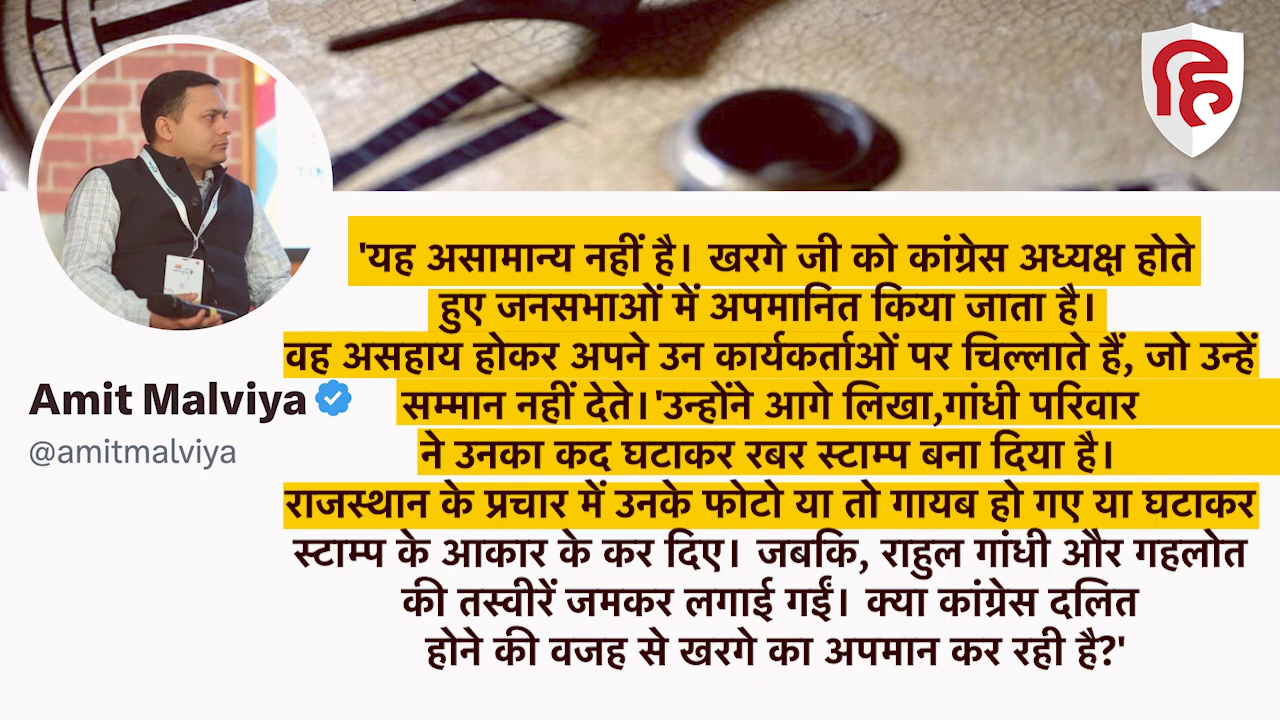 हि
'यह असामान्य नहीं है। खरगे जी को कांग्रेस अध्यक्ष होते
हुए जनसभाओं में अपमानित किया जाता है।
वह असहाय होकर अपने उन कार्यकर्ताओं पर चिल्लाते हैं, जो उन्हें
सम्मान नहीं देते।'उन्होंने आगे लिखा,गांधी परिवार
ने उनका कद घटाकर रबर स्टाम्प बना दिया है।
राजस्थान के प्रचार में उनके फोटो या तो गायब हो गए या घटाकर
स्टाम्प के आकार के कर दिए। जबकि, राहुल गांधी और गहलोत
की तस्वीरें जमकर लगाई गईं। क्या कांग्रेस दलित
होने की वजह से खरगे का अपमान कर रही है?'
Amit Malviya
@amitmalviya